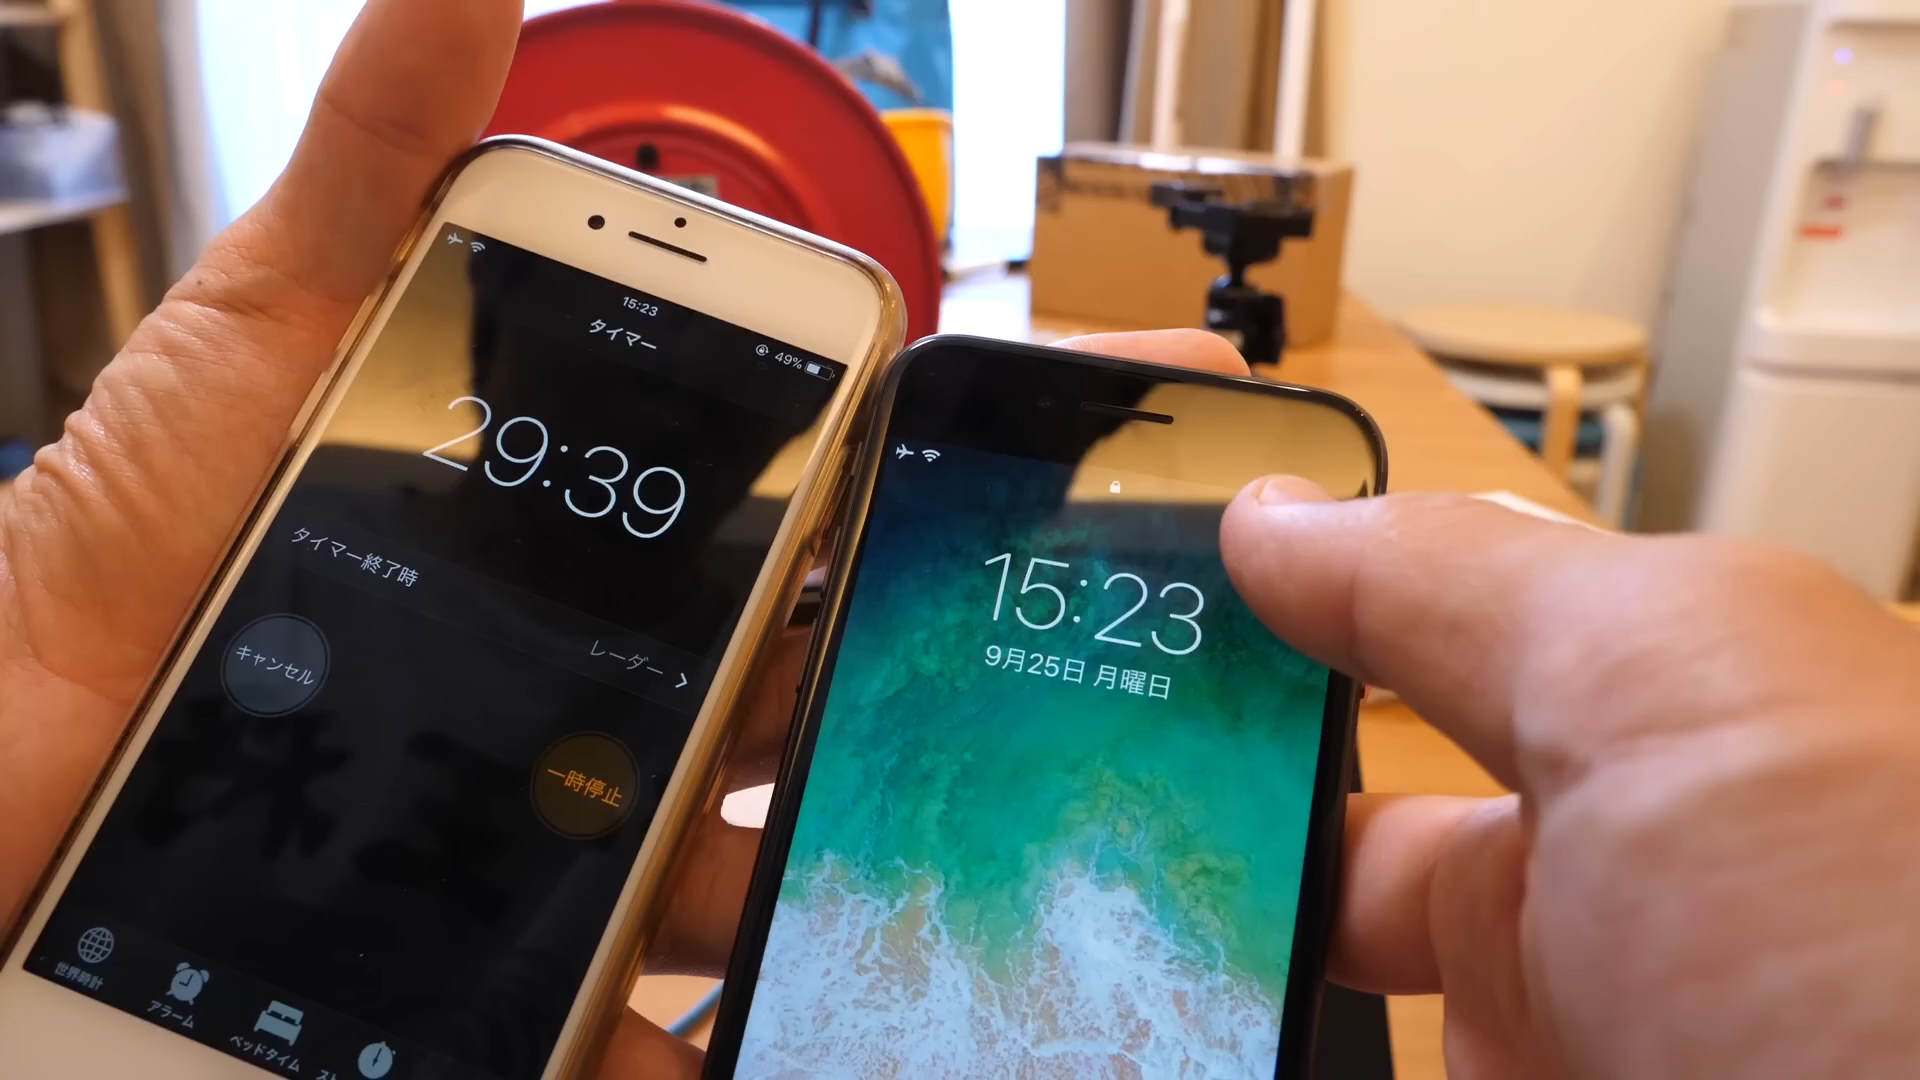 15:23
タイマー
49%
29:39
タイマー終了時
レーダー
キャンセル
一時停止
世界時計
アラーム
ベッドタイム
15:23
9月25日 月曜日